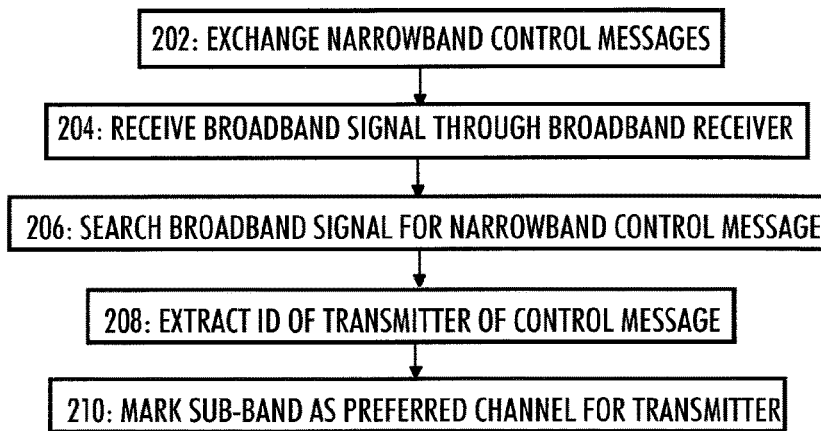 202: EXCHANGE NARROWBAND CONTROL MESSAGES
204: RECEIVE BROADBAND SIGNAL THROUGH BROADBAND RECEIVER
206: SEARCH BROADBAND SIGNAL FOR NARROWBAND CONTROL MESSAGE
208: EXTRACT ID OF TRANSMITTER OF CONTROL MESSAGE
210: MARK SUB-BAND AS PREFERRED CHANNEL FOR TRANSMITTER